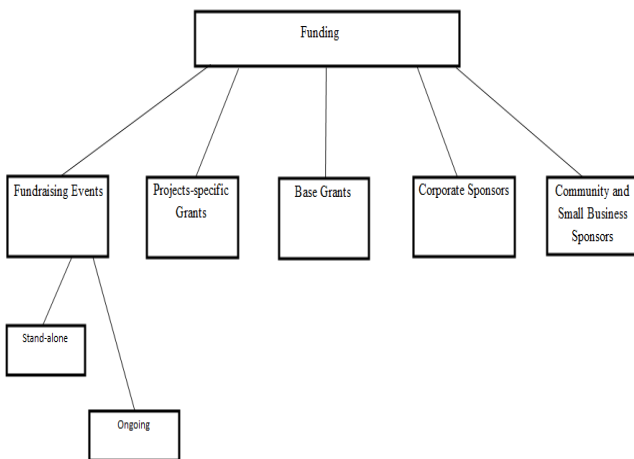 Funding
Fundraising Events
Projects-specific
Grants
Base Grants
Corporate Sponsors
Community and
Small Business
Sponsors
Stand-alone
Ongoing